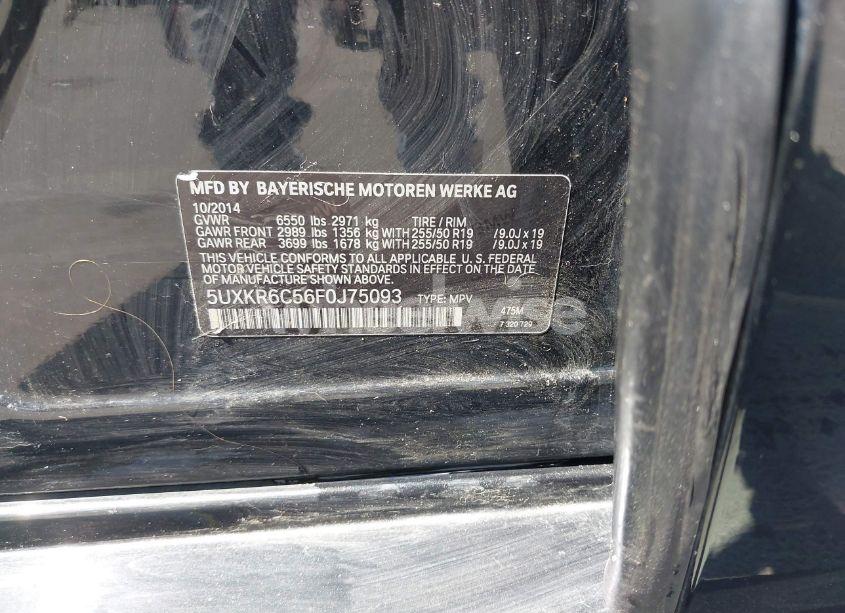 MFD BY BAYERISCHE MOTOREN WERKE AG
10/2014
GVWR 6550 lbs 2971 kg TIRE / RIM
GAWR FRONT 2989 lbs 1356 kg WITH 255/50 R19 /9.0J x 19
GAWR REAR 3699 lbs 1678 kg WITH 255/50 R19 /9.0J x 19
THIS VEHICLE CONFORMS TO ALL APPLICABLE U. S. FEDERAL
MOTOR VEHICLE SAFETY STANDARDS IN EFFECT ON THE
DATE OF MANUFACTURE SHOWN ABOVE.
5UXKR6C56F0J75093 TYPE: MPV 475M
7 320 729